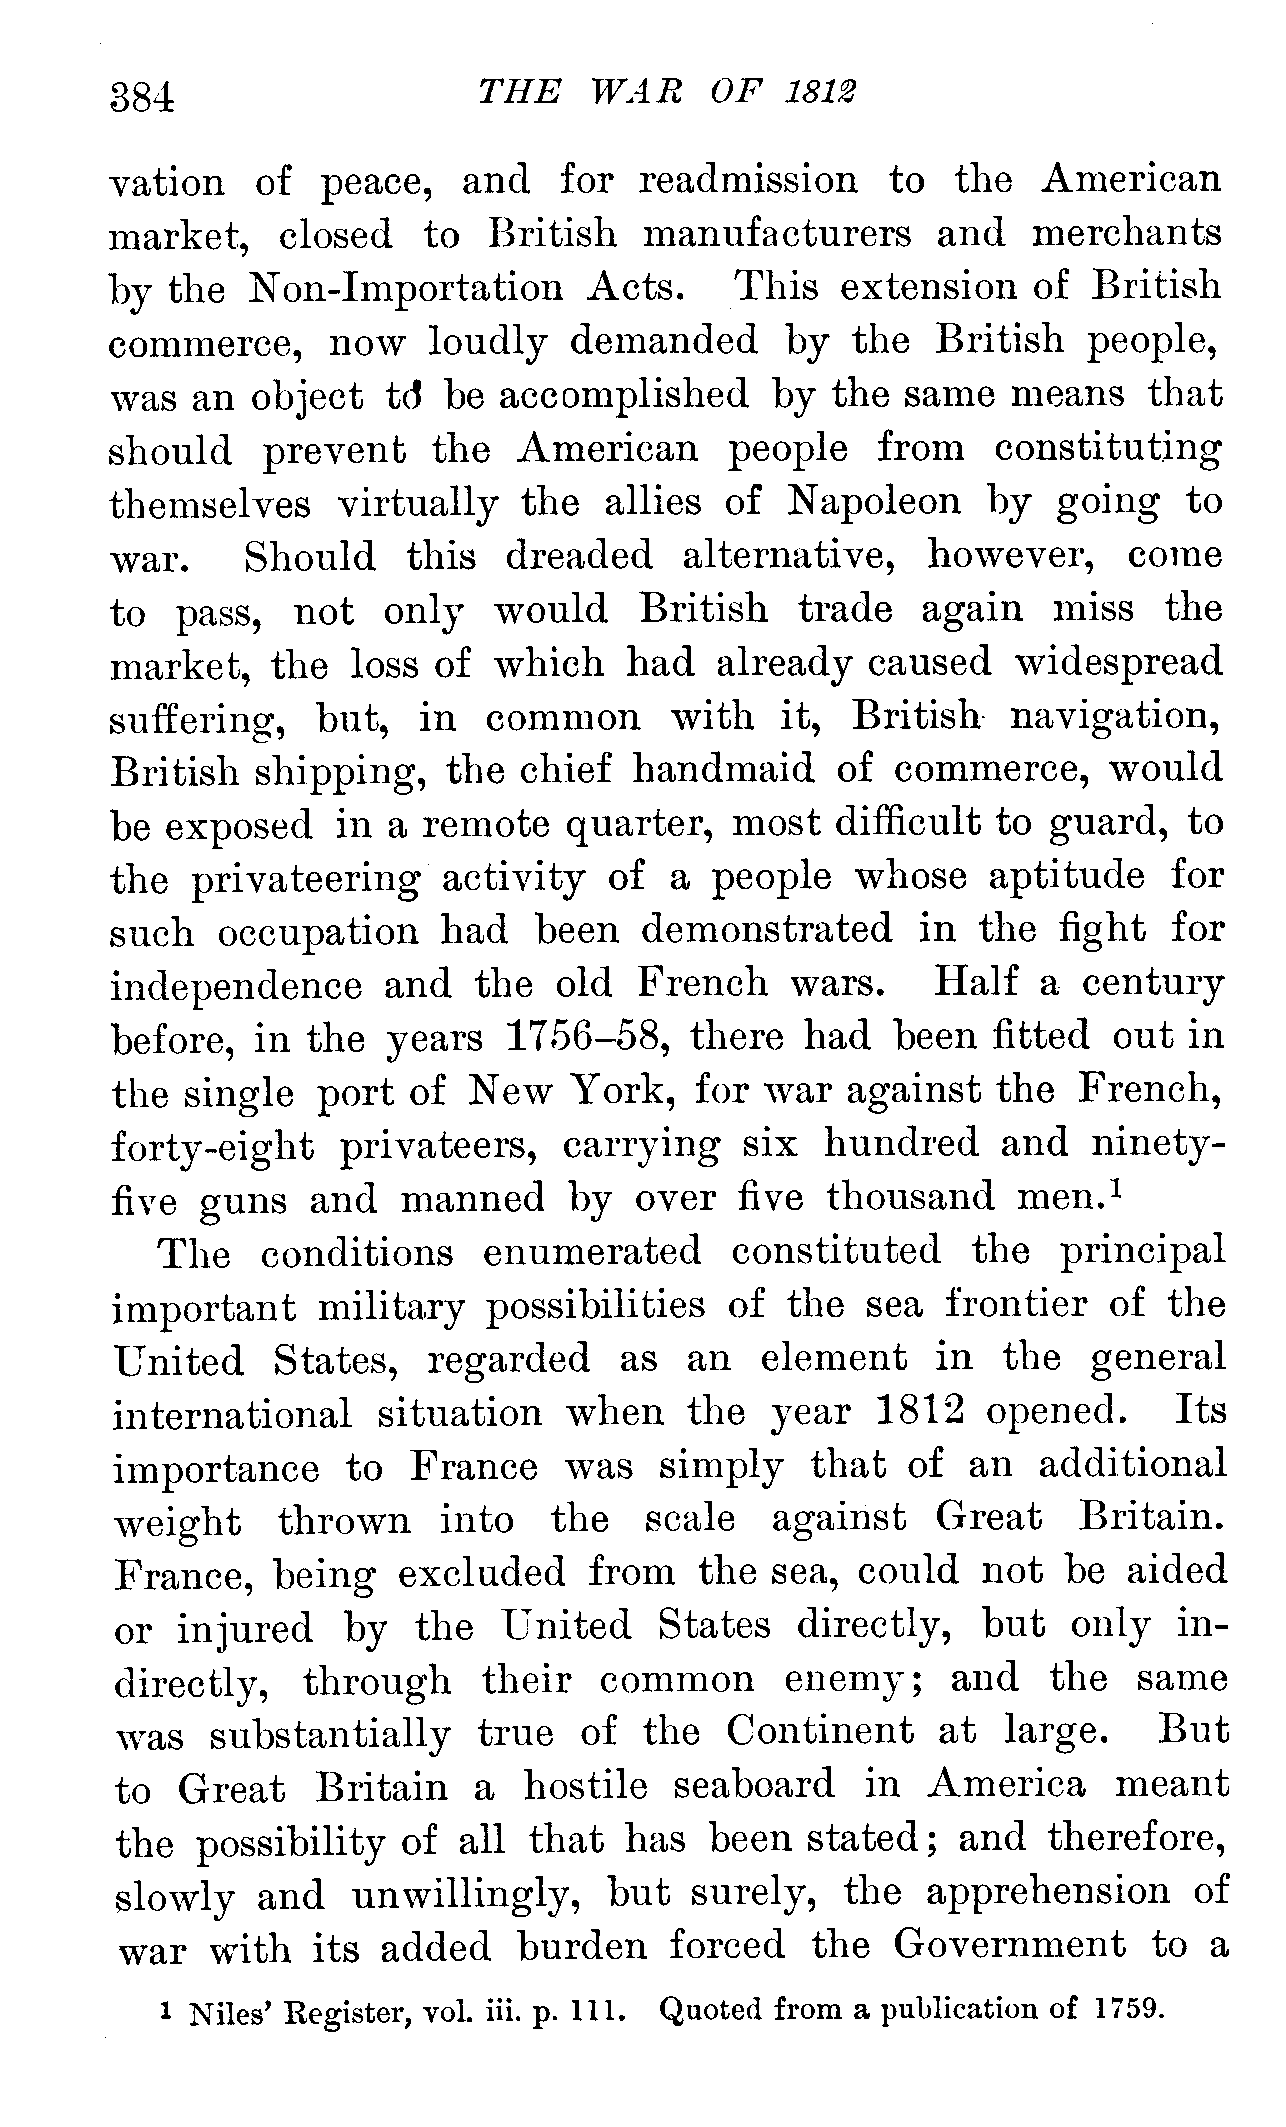 384 THE WAR OF 1812
vation of peace, and for readmission to the American
market, closed to British manufacturers and merchants
by the Non-Importation Acts. This extension of British
commerce, now loudly demanded by the British people,
was an object to be accomplished by the same means that
should prevent the American people from constituting
themselves virtually the allies of Napoleon by going to
war. Should this dreaded alternative, however, come
to pass, not only would British trade again miss the
market, the loss of which had already caused widespread
suffering, but, in common with it, British navigation,
British shipping, the chief handmaid of commerce, would
be exposed in a remote quarter, most difficult to guard, to
the privateering activity of a people whose aptitude for
such occupation had been demonstrated in the fight for
independence and the old French wars. Half a century
before, in the years 1756–58, there had been fitted out in
the single port of New York, for war against the French,
forty-eight privateers, carrying six hundred and ninety-
five guns and manned by over five thousand men.¹
The conditions enumerated constituted the principal
important military possibilities of the sea frontier of the
United States, regarded as an element in the general
international situation when the year 1812 opened. Its
importance to France was simply that of an additional
weight thrown into the scale against Great Britain.
France, being excluded from the sea, could not be aided
or injured by the United States directly, but only in-
directly, through their common enemy; and the same
was substantially true of the Continent at large. But
to Great Britain a hostile seaboard in America meant
the possibility of all that has been stated; and therefore,
slowly and unwillingly, but surely, the apprehension of
war with its added burden forced the Government to a
¹ Niles' Register, vol. iii. p. 111. Quoted from a publication of 1759.